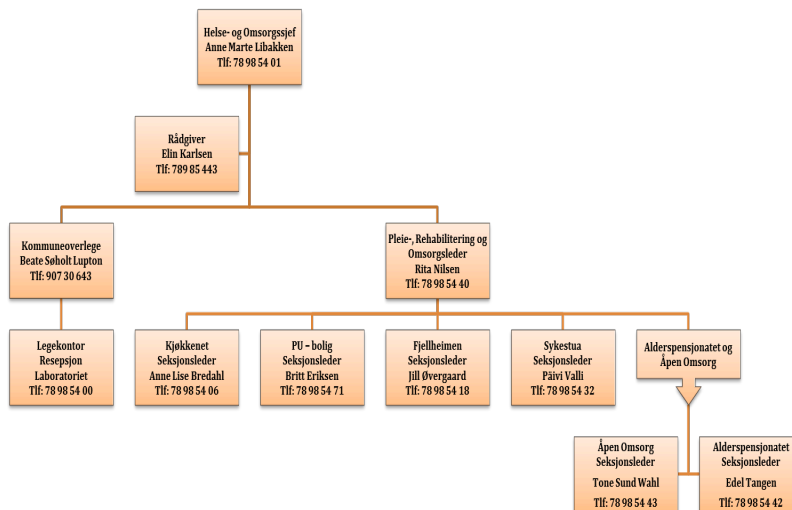 Helse- og Omsorgssjef
Anne Marte Libakken
Tlf: 78 98 54 01
Rådgiver
Elin Karlsen
Tlf: 789 85 443
Kommuneoverlege
Beate Søholt Lupton
Tlf: 907 30 643
Pleie-, Rehabilitering og
Omsorgsleder
Rita Nilsen
Tlf: 78 98 54 40
Legekontor
Resepsjon
Laboratoriet
Tlf: 78 98 54 00
Kjøkkenet
Seksjonsleder
Anne Lise Bredahl
Tlf: 78 98 54 06
PU – bolig
Seksjonsleder
Britt Eriksen
Tlf: 78 98 54 71
Fjellheimen
Seksjonsleder
Jill Øvergaard
Tlf: 78 98 54 18
Sykestua
Seksjonsleder
Päivi Valli
Tlf: 78 98 54 32
Alderspensjonatet og
Åpen Omsorg
Åpen Omsorg
Seksjonsleder
Tone Sund Wahl
Tlf: 78 98 54 43
Alderspensjonatet
Seksjonsleder
Edel Tangen
Tlf: 78 98 54 42